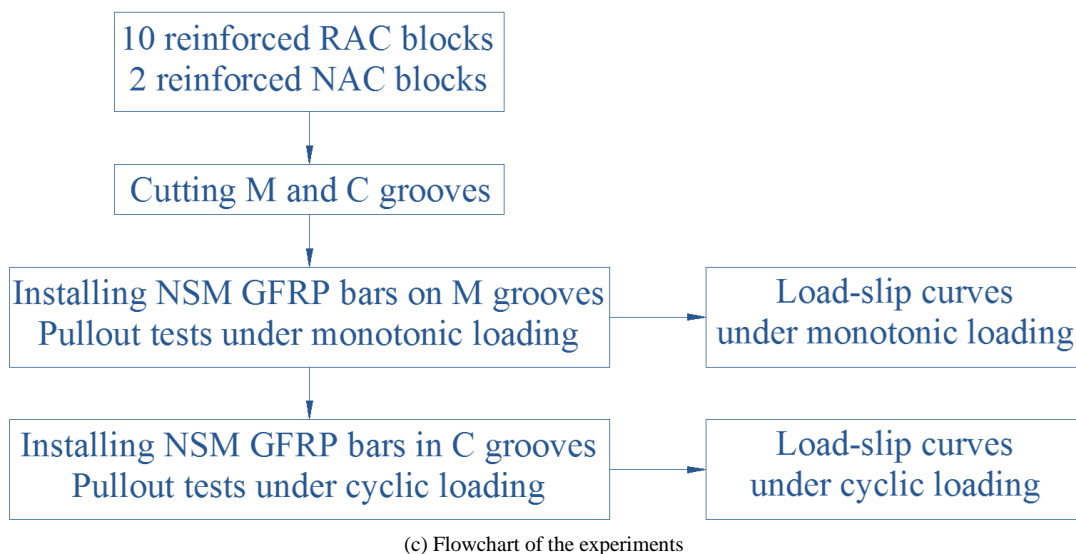 10 reinforced RAC blocks
2 reinforced NAC blocks
Cutting M and C grooves
Installing NSM GFRP bars on M grooves
Pullout tests under monotonic loading
Load-slip curves
under monotonic loading
Installing NSM GFRP bars in C grooves
Pullout tests under cyclic loading
Load-slip curves
under cyclic loading
(c) Flowchart of the experiments